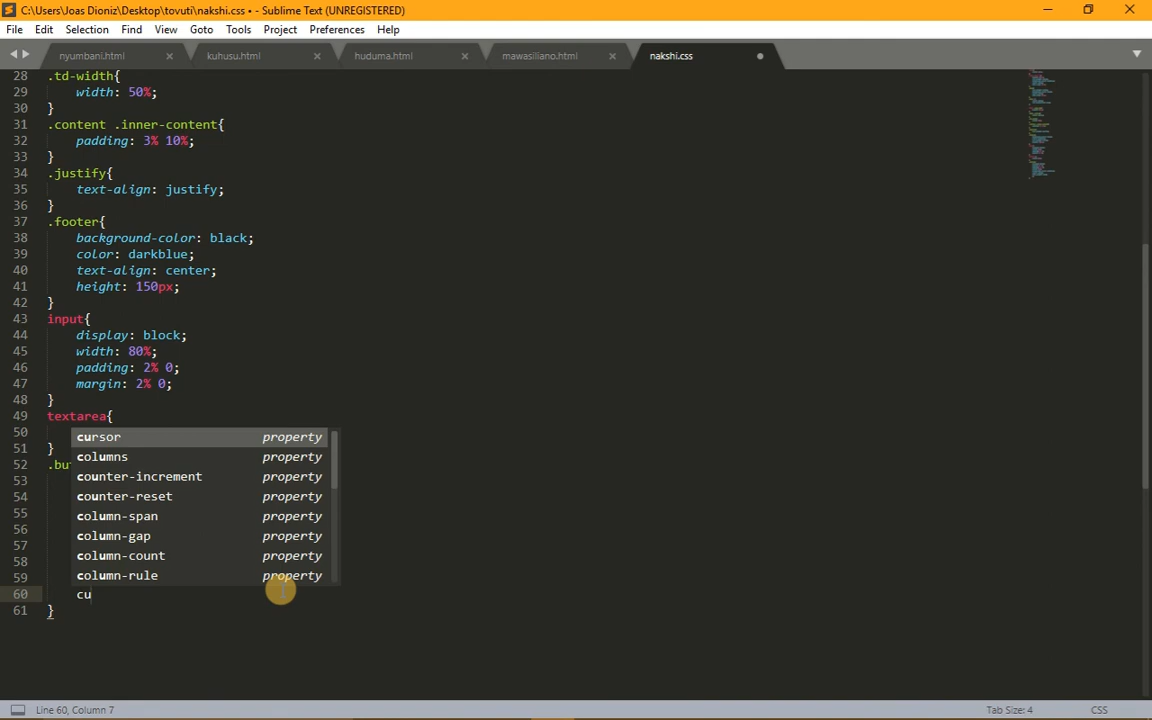 C:\Users\Joas Dioniz\Desktop\tovuti\nakshi.css • - Sublime Text (UNREGISTERED)
File Edit Selection Find View Goto Tools Project Preferences Help
nyumbani.html × kuhusu.html × huduma.html × mawasiliano.html × nakshi.css
28 .td-width{
29 width: 50%;
30 }
31 .content .inner-content{
32 padding: 3% 10%;
33 }
34 .justify{
35 text-align: justify;
36 }
37 .footer{
38 background-color: black;
39 color: darkblue;
40 text-align: center;
41 height: 150px;
42 }
43 input{
44 display: block;
45 width: 80%;
46 padding: 2% 0;
47 margin: 2% 0;
48 }
49 textarea{
50 cursor property
51 } columns property
52 .bu counter-increment property
53 counter-reset property
54 column-span property
55
56 column-gap property
57 column-count property
58
59 column-rule property
60 cu
61 }
Line 60, Column 7 Tab Size: 4 CSS